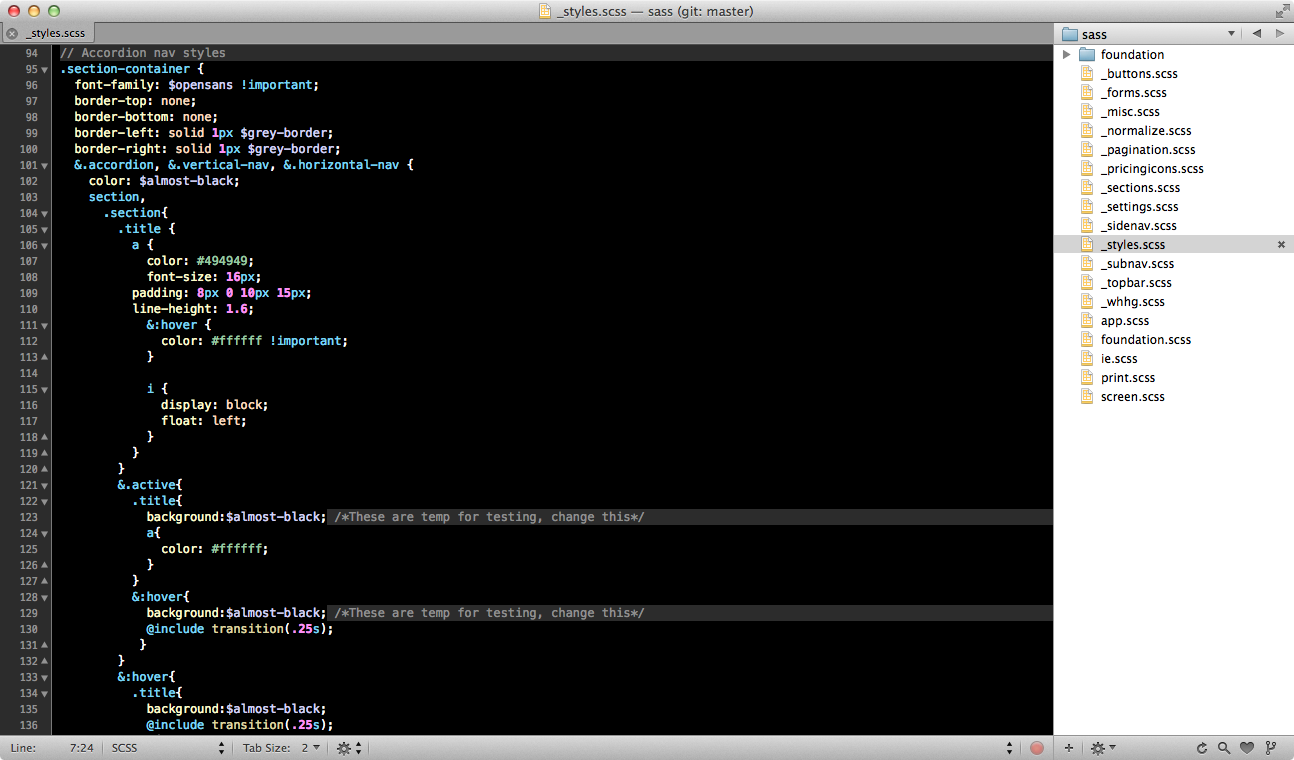 _styles.scss — sass (git: master)
_styles.scss
94 // Accordion nav styles
95 .section-container {
96 font-family: $opensans !important;
97 border-top: none;
98 border-bottom: none;
99 border-left: solid 1px $grey-border;
100 border-right: solid 1px $grey-border;
101 &.accordion, &.vertical-nav, &.horizontal-nav {
102 color: $almost-black;
103 section,
104 .section{
105 .title {
106 a {
107 color: #494949;
108 font-size: 16px;
109 padding: 8px 0 10px 15px;
110 line-height: 1.6;
111 &:hover {
112 color: #ffffff !important;
113 }
114
115 i {
116 display: block;
117 float: left;
118 }
119 }
120 }
121 &.active{
122 .title{
123 background:$almost-black; /*These are temp for testing, change this*/
124 a{
125 color: #ffffff;
126 }
127 }
128 &:hover{
129 background:$almost-black; /*These are temp for testing, change this*/
130 @include transition(.25s);
131 }
132 }
133 &:hover{
134 .title{
135 background:$almost-black;
136 @include transition(.25s);
Line: 7:24 SCSS Tab Size: 2
sass
foundation
_buttons.scss
_forms.scss
_misc.scss
_normalize.scss
_pagination.scss
_pricingicons.scss
_sections.scss
_settings.scss
_sidenav.scss
_styles.scss
_subnav.scss
_topbar.scss
_whhg.scss
app.scss
foundation.scss
ie.scss
print.scss
screen.scss